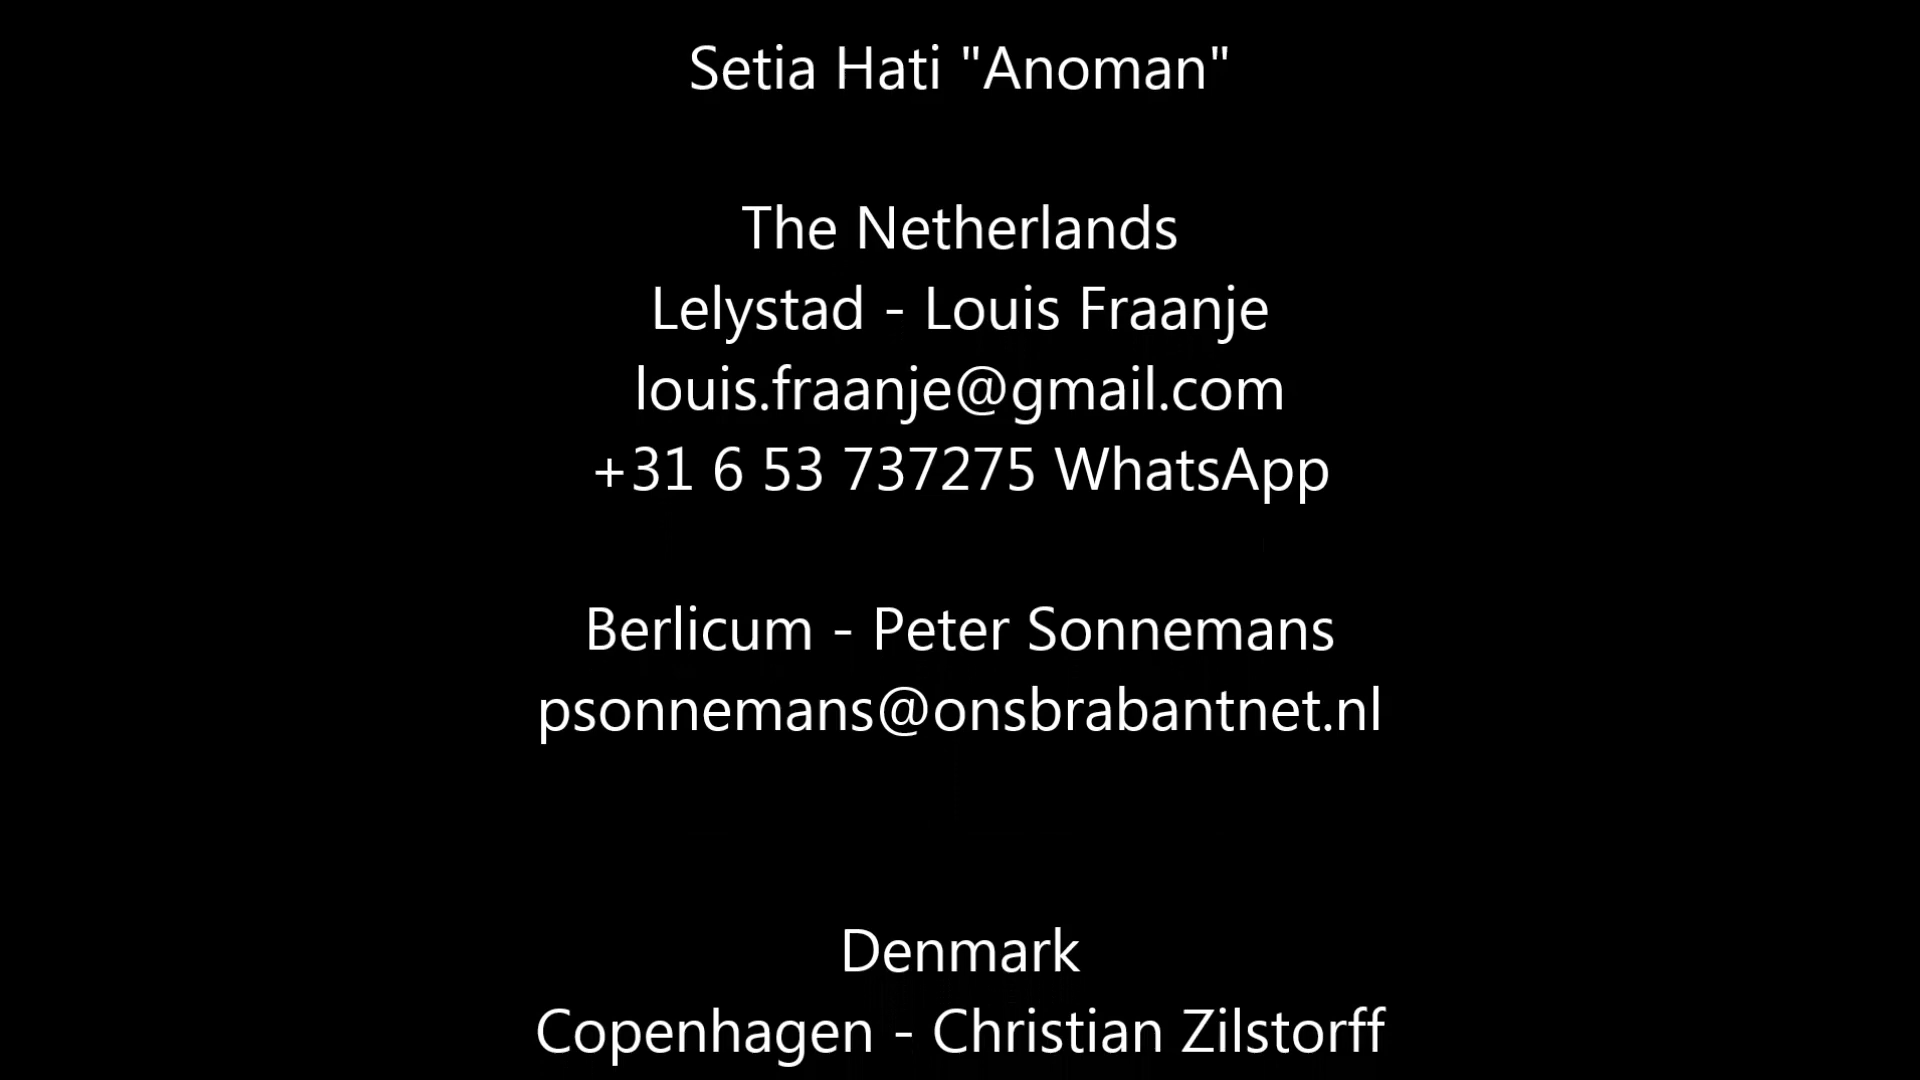 Setia Hati "Anoman"
The Netherlands
Lelystad - Louis Fraanje
louis.fraanje@gmail.com
+31 6 53 737275 WhatsApp
Berlicum - Peter Sonnemans
psonnemans@onsbrabantnet.nl
Denmark
Copenhagen - Christian Zilstorff